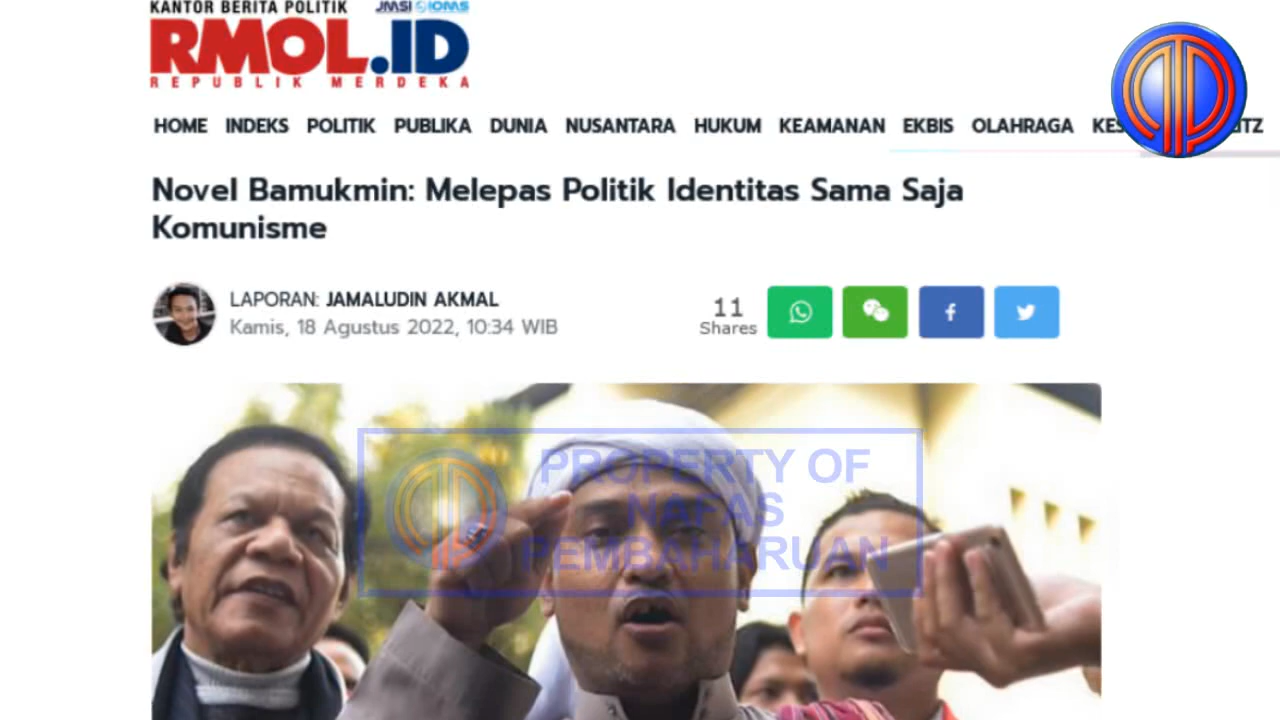 KANTOR BERITA POLITIK
JMSI
RMOL.ID
REPUBLIK MERDEKA
HOME INDEKS POLITIK PUBLIKA DUNIA NUSANTARA HUKUM KEAMANAN EKBIS OLAHRAGA
Novel Bamukmin: Melepas Politik Identitas Sama Saja
Komunisme
LAPORAN: JAMALUDIN AKMAL
Kamis, 18 Agustus 2022, 10:34 WIB
11
Shares
PROPERTY OF
NAFAS
PEMBAHARUAN